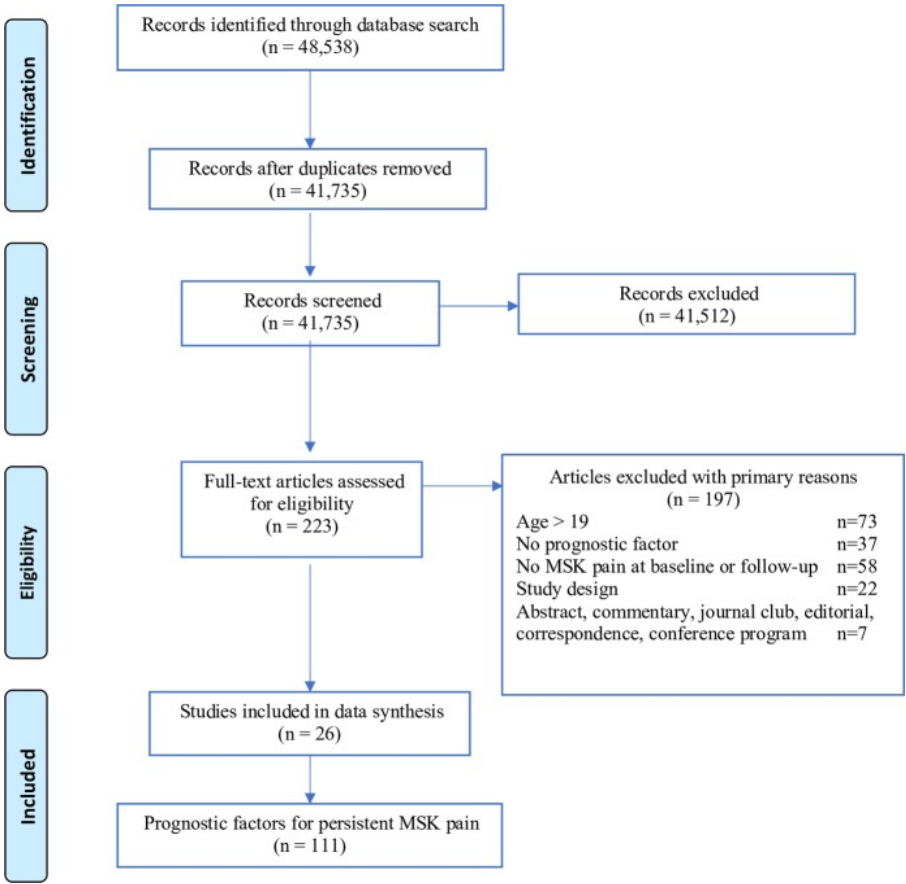 Identification
Records identified through database search
(n = 48,538)
Records after duplicates removed
(n = 41,735)
Screening
Records screened
(n = 41,735)
Records excluded
(n = 41,512)
Eligibility
Full-text articles assessed
for eligibility
(n = 223)
Articles excluded with primary reasons
(n = 197)
Age > 19 n=73
No prognostic factor n=37
No MSK pain at baseline or follow-up n=58
Study design n=22
Abstract, commentary, journal club, editorial,
correspondence, conference program n=7
Included
Studies included in data synthesis
(n = 26)
Prognostic factors for persistent MSK pain
(n = 111)